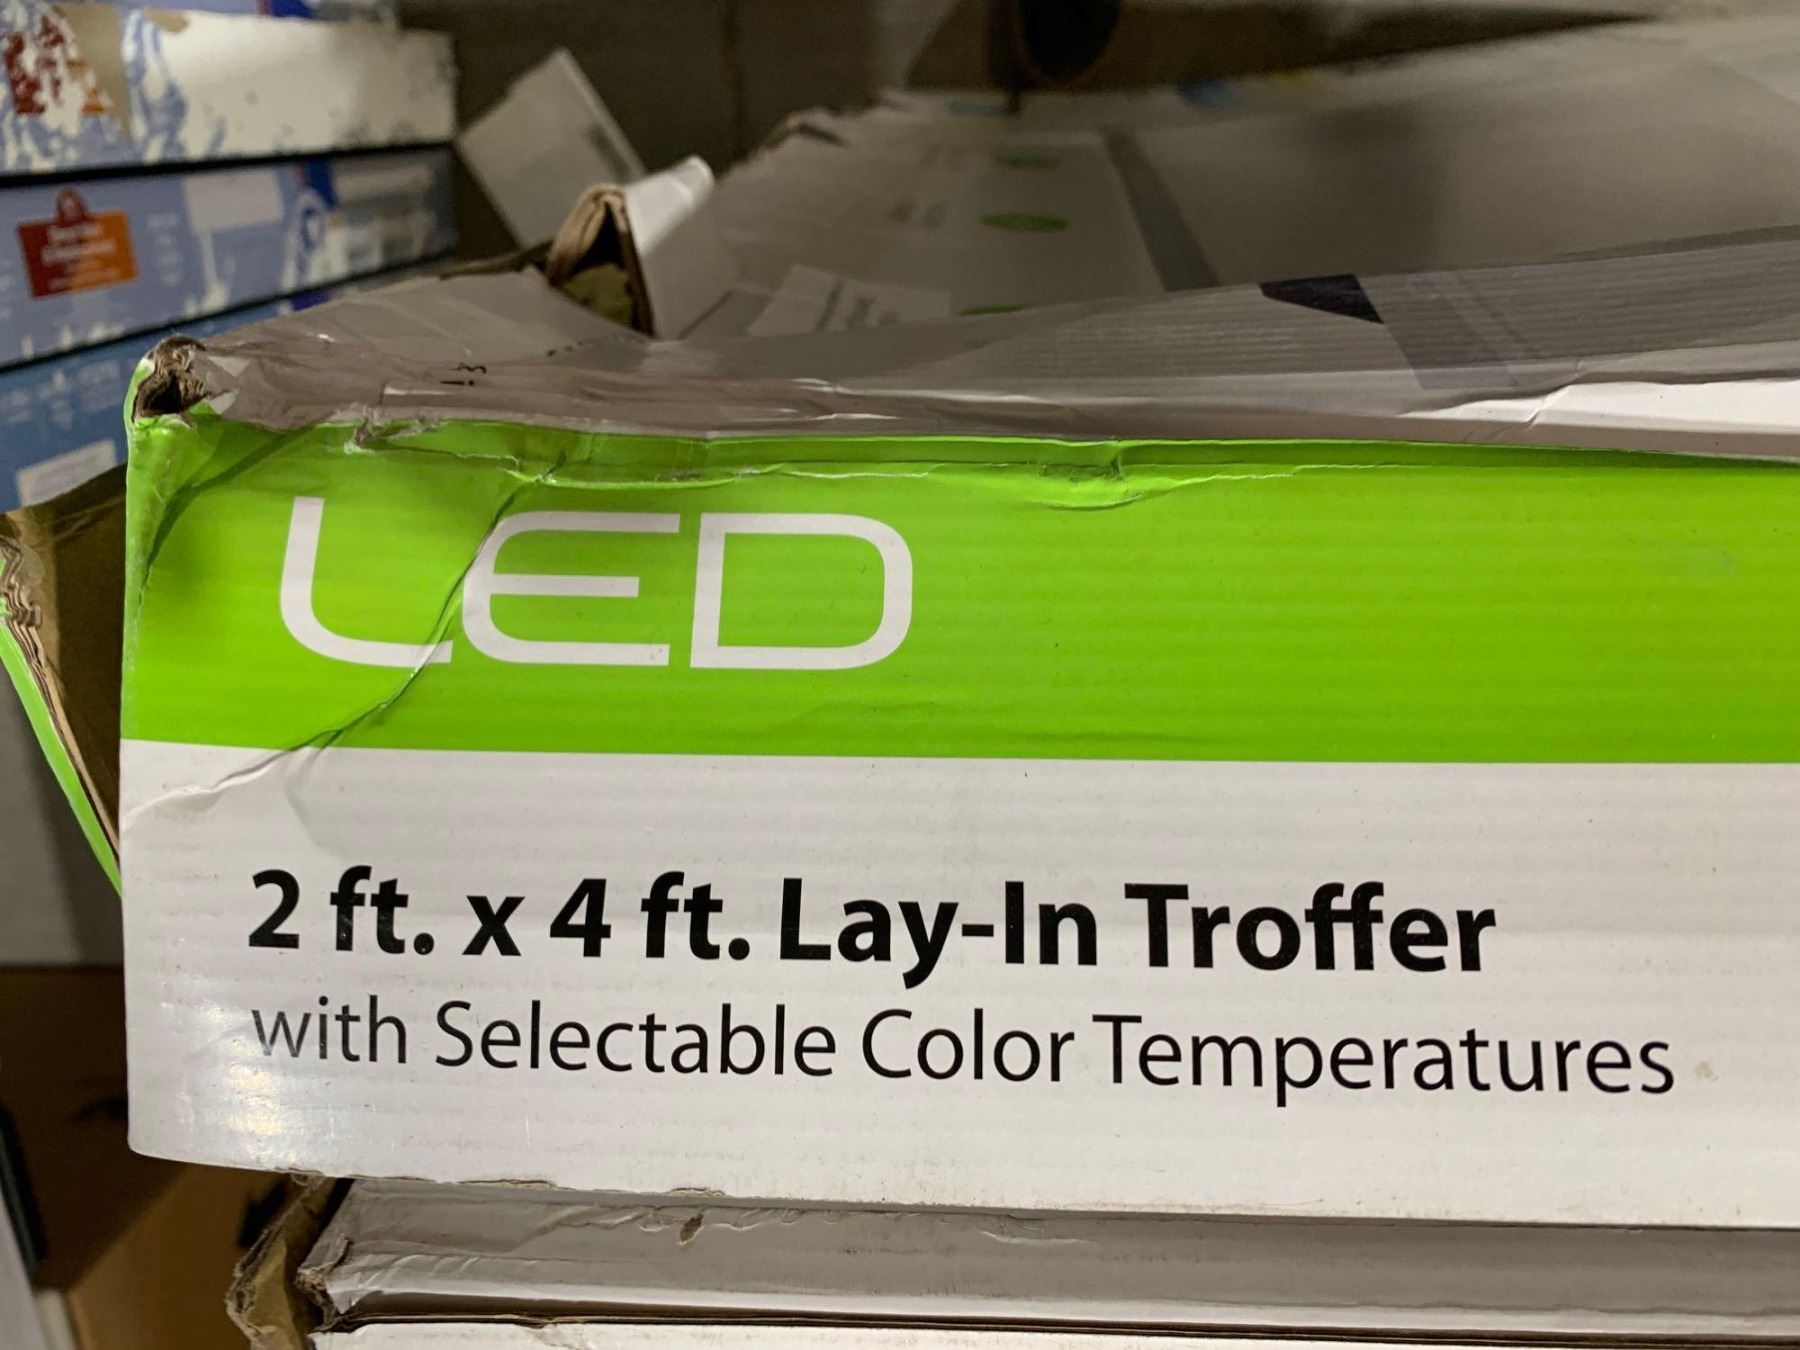 LED
2 ft. x 4 ft. Lay-In Troffer
with Selectable Color Temperatures